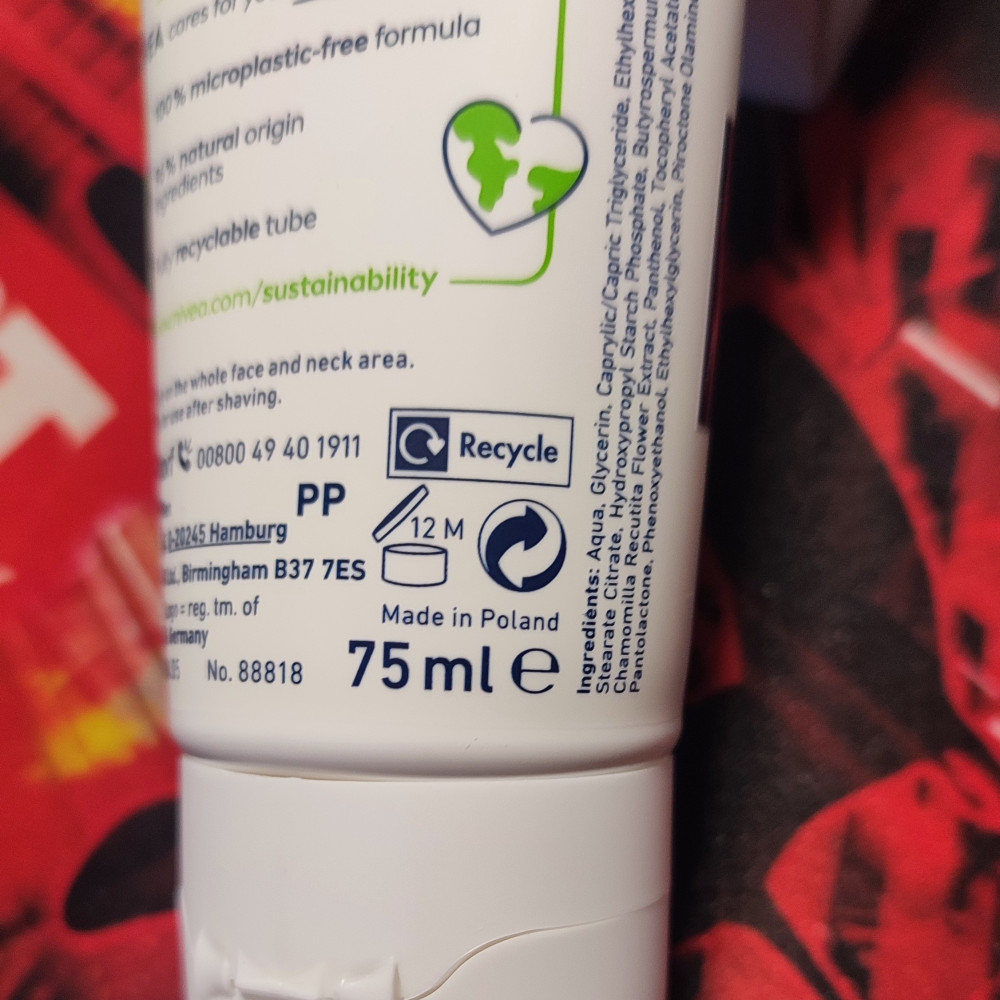 cares for
microplastic-free formula
% natural origin
recyclable tube
.com/sustainability
the whole face and neck area.
after shaving.
00800 49 40 1911
Recycle
PP
12 M
-20245 Hamburg
Birmingham B37 7ES
= reg. tm. of
Germany
Made in Poland
No. 88818
75 ml e
Ingredients: Aqua, Glycerin, Caprylic/Capric Triglyceride,
Stearate Citrate, Hydroxypropyl Starch Phosphate,
Chamomilla Recutita Flower Extract, Panthenol, Tocopheryl
Pantolactone, Phenoxyethanol, Ethylhexylglycerin, Piroctone